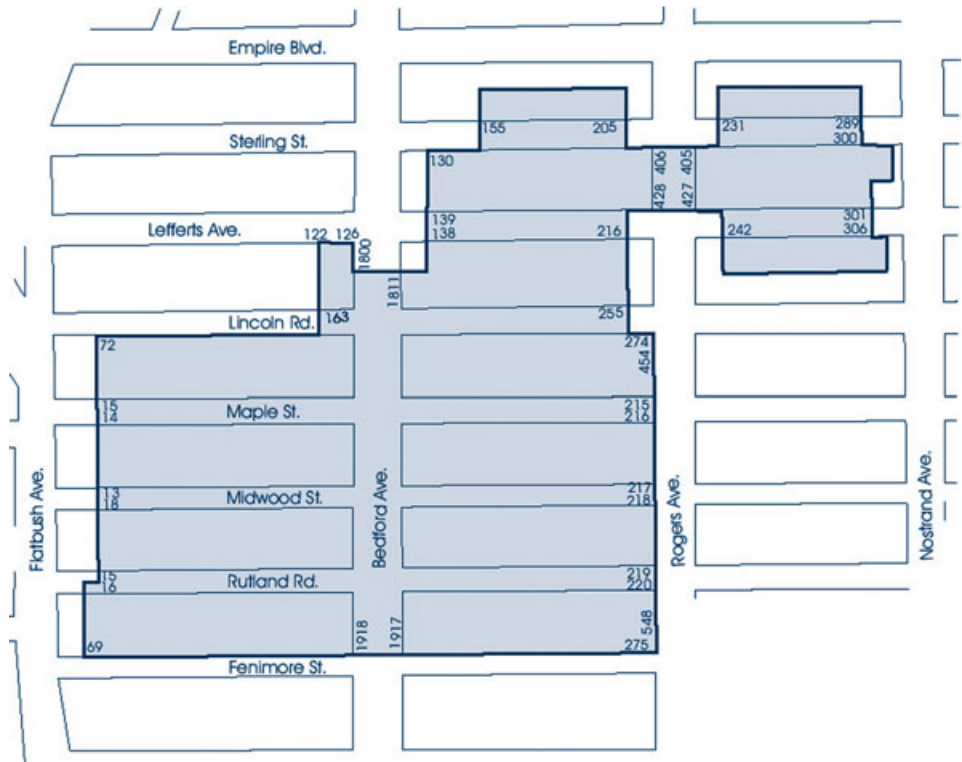 Empire Blvd.
155 205 231 289
Sterling St. 300
130 406 405
428 427
139 301
Lefferts Ave. 138 216 242 306
122 126
1800
1811
163 255
Lincoln Rd.
72 274
454
15 215
14 Maple St. 216
13 217
18 Midwood St. 218
Flatbush Ave.
Bedford Ave.
Rogers Ave.
Nostrand Ave.
15 219
16 Rutland Rd. 220
1918 1917 548
69 275
Fenimore St.